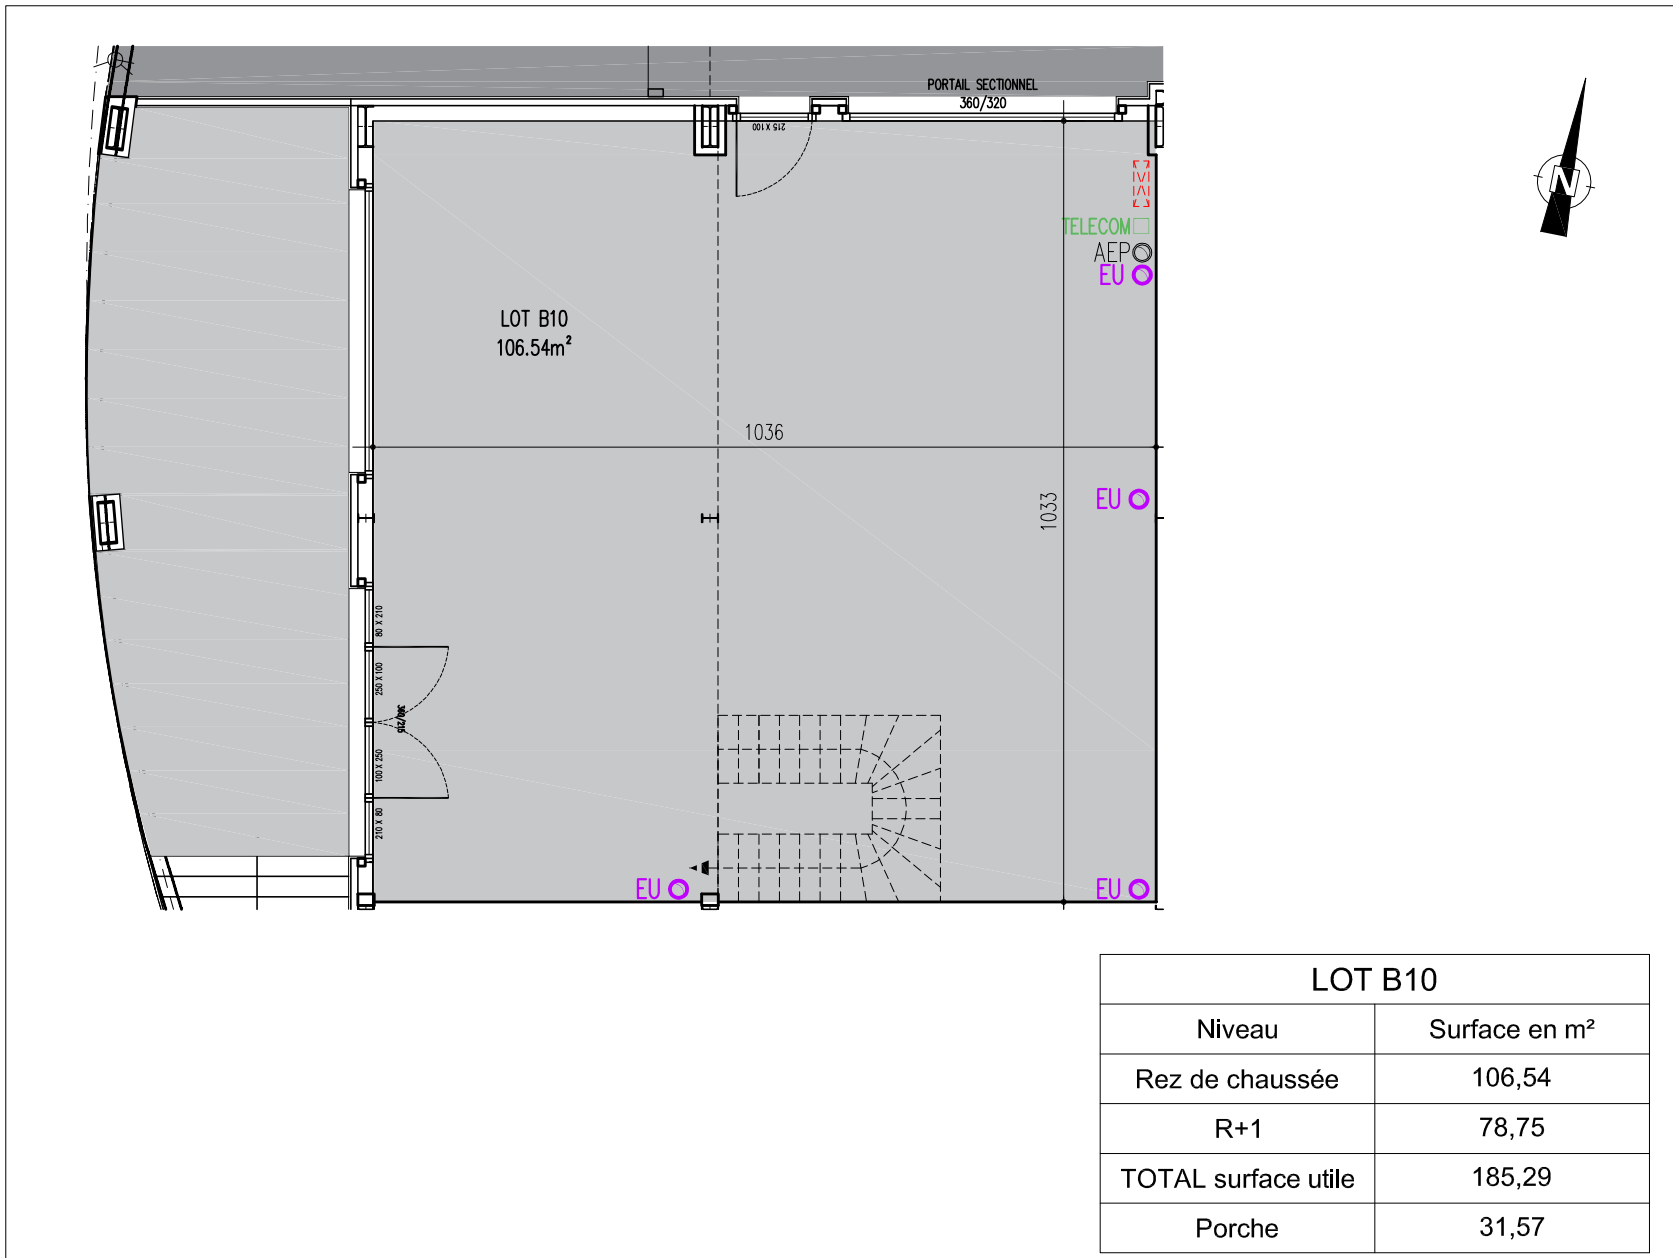 PORTAIL SECTIONNEL
360/320
215 X 100
N
TELECOM
AEP
EU
LOT B10
106.54m²
1036
EU
1033
80 X 210
250 X 100
360/215
100 X 250
210 X 80
EU
EU
LOT B10
Niveau Surface en m²
Rez de chaussée 106,54
R+1 78,75
TOTAL surface utile 185,29
Porche 31,57